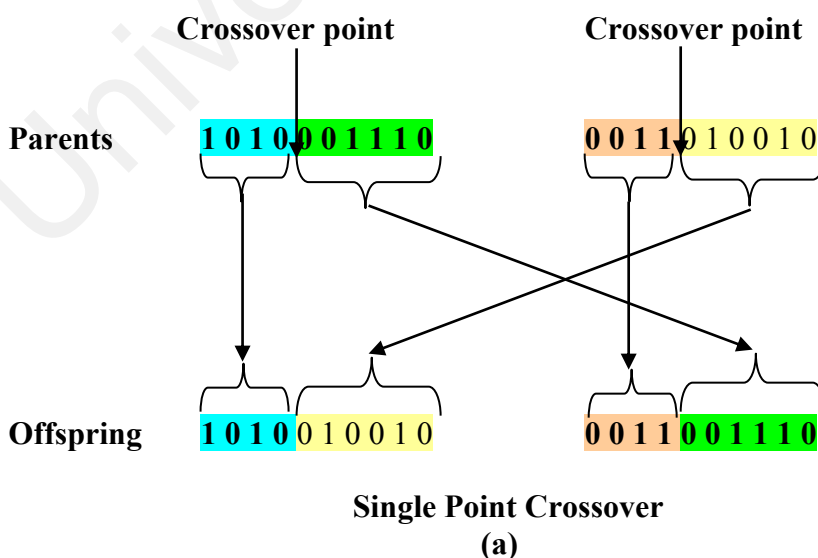 Univ
Crossover point Crossover point
Parents 1 0 1 0 0 0 1 1 1 0 0 0 1 1 0 1 0 0 1 0
Offspring 1 0 1 0 0 1 0 0 1 0 0 0 1 1 0 0 1 1 1 0
Single Point Crossover
(a)